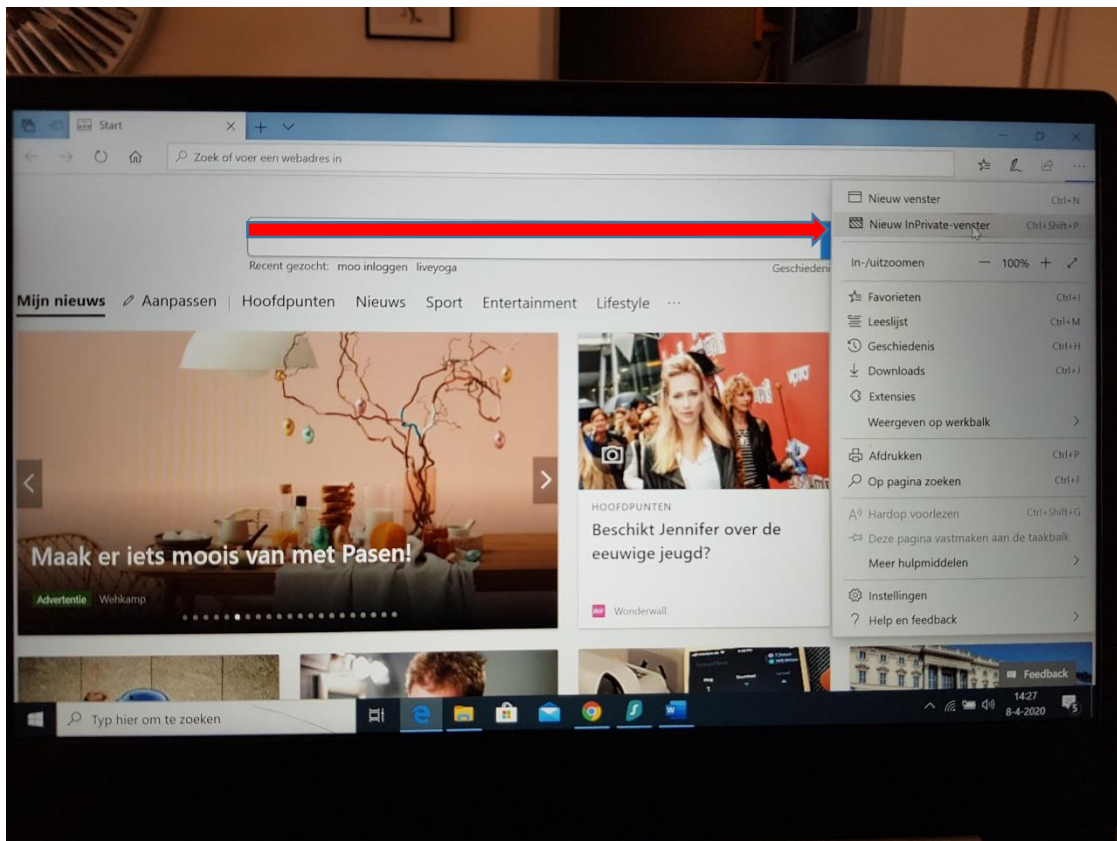 Start
Zoek of voer een webadres in
Nieuw venster Ctrl+N
Nieuw InPrivate-venster Ctrl+Shift+P
In-/uitzoomen — 100% +
Favorieten Ctrl+I
Leeslijst Ctrl+M
Geschiedenis Ctrl+H
Downloads Ctrl+J
Extensies
Weergeven op werkbalk
Afdrukken Ctrl+P
Op pagina zoeken Ctrl+F
Hardop voorlezen Ctrl+Shift+G
Deze pagina vastmaken aan de taakbalk
Meer hulpmiddelen
Instellingen
? Help en feedback
Recent gezocht: moo inloggen liveyoga
Geschieden
Mijn nieuws Aanpassen | Hoofdpunten Nieuws Sport Entertainment Lifestyle ...
Maak er iets moois van met Pasen!
Advertentie Wehkamp
HOOFDPUNTEN
Beschikt Jennifer over de
eeuwige jeugd?
Wonderwall
Feedback
Typ hier om te zoeken
14:27
8-4-2020
5